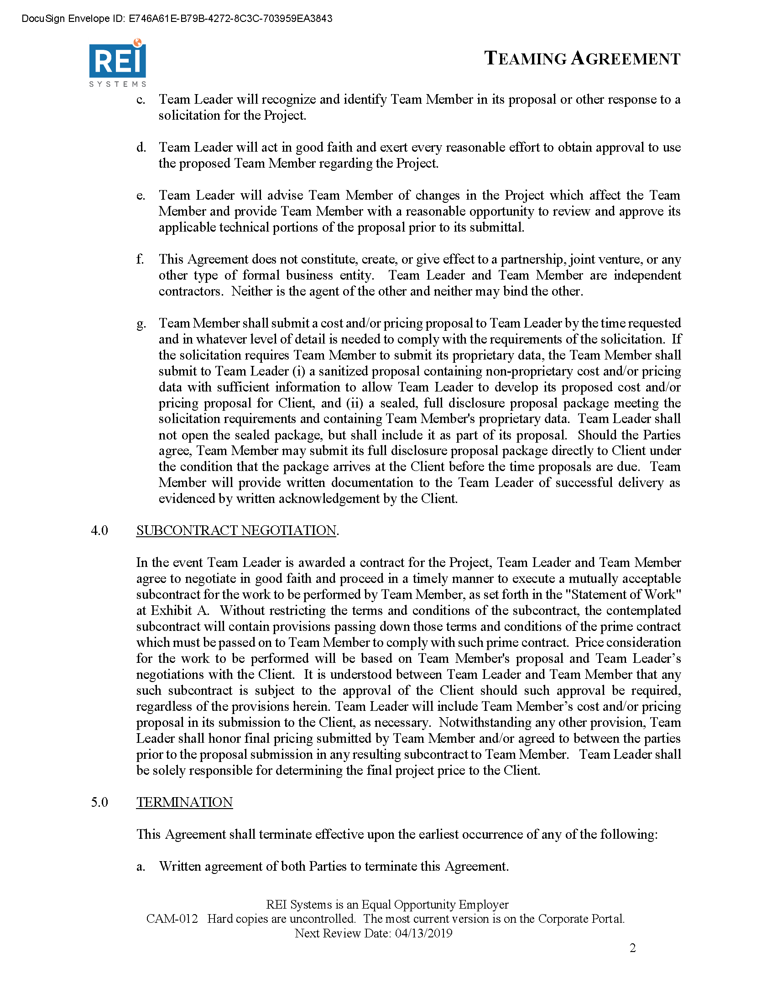 DocuSign Envelope ID: E746A61E-B79B-4272-8C3C-703959EA3843
REI
SYSTEMS
TEAMING AGREEMENT
c. Team Leader will recognize and identify Team Member in its proposal or other response to a
solicitation for the Project.
d. Team Leader will act in good faith and exert every reasonable effort to obtain approval to use
the proposed Team Member regarding the Project.
e. Team Leader will advise Team Member of changes in the Project which affect the Team
Member and provide Team Member with a reasonable opportunity to review and approve its
applicable technical portions of the proposal prior to its submittal.
f. This Agreement does not constitute, create, or give effect to a partnership, joint venture, or any
other type of formal business entity. Team Leader and Team Member are independent
contractors. Neither is the agent of the other and neither may bind the other.
g. Team Member shall submit a cost and/or pricing proposal to Team Leader by the time requested
and in whatever level of detail is needed to comply with the requirements of the solicitation. If
the solicitation requires Team Member to submit its proprietary data, the Team Member shall
submit to Team Leader (i) a sanitized proposal containing non-proprietary cost and/or pricing
data with sufficient information to allow Team Leader to develop its proposed cost and/or
pricing proposal for Client, and (ii) a sealed, full disclosure proposal package meeting the
solicitation requirements and containing Team Member's proprietary data. Team Leader shall
not open the sealed package, but shall include it as part of its proposal. Should the Parties
agree, Team Member may submit its full disclosure proposal package directly to Client under
the condition that the package arrives at the Client before the time proposals are due. Team
Member will provide written documentation to the Team Leader of successful delivery as
evidenced by written acknowledgement by the Client.
4.0 SUBCONTRACT NEGOTIATION.
In the event Team Leader is awarded a contract for the Project, Team Leader and Team Member
agree to negotiate in good faith and proceed in a timely manner to execute a mutually acceptable
subcontract for the work to be performed by Team Member, as set forth in the "Statement of Work"
at Exhibit A. Without restricting the terms and conditions of the subcontract, the contemplated
subcontract will contain provisions passing down those terms and conditions of the prime contract
which must be passed on to Team Member to comply with such prime contract. Price consideration
for the work to be performed will be based on Team Member's proposal and Team Leader’s
negotiations with the Client. It is understood between Team Leader and Team Member that any
such subcontract is subject to the approval of the Client should such approval be required,
regardless of the provisions herein. Team Leader will include Team Member’s cost and/or pricing
proposal in its submission to the Client, as necessary. Notwithstanding any other provision, Team
Leader shall honor final pricing submitted by Team Member and/or agreed to between the parties
prior to the proposal submission in any resulting subcontract to Team Member. Team Leader shall
be solely responsible for determining the final project price to the Client.
5.0 TERMINATION
This Agreement shall terminate effective upon the earliest occurrence of any of the following:
a. Written agreement of both Parties to terminate this Agreement.
REI Systems is an Equal Opportunity Employer
CAM-012 Hard copies are uncontrolled. The most current version is on the Corporate Portal.
Next Review Date: 04/13/2019
2